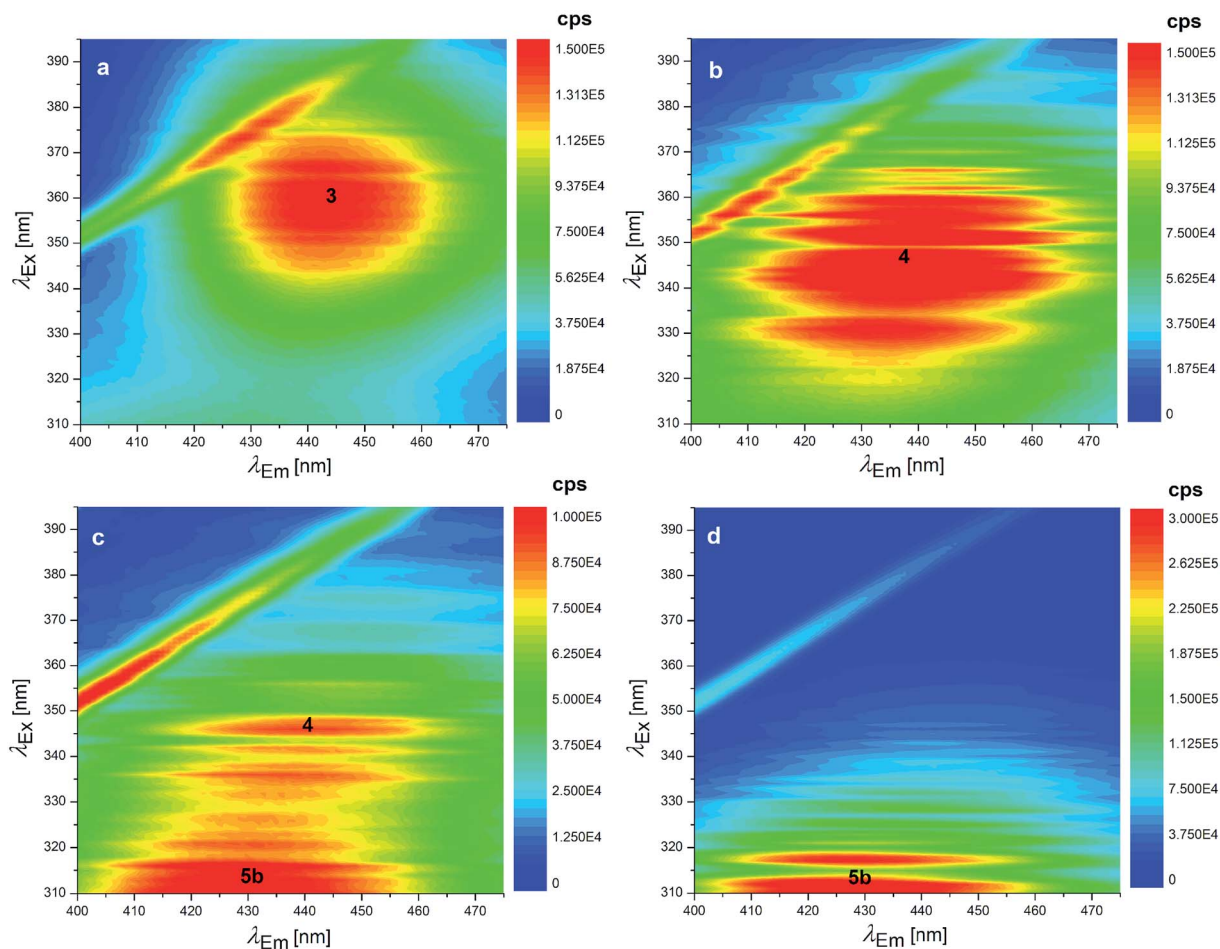 cps
a
λEx [nm]
390
380
370
360
350
340
330
320
310
3
400 410 420 430 440 450 460 470
λEm [nm]
1.500E5
1.313E5
1.125E5
9.375E4
7.500E4
5.625E4
3.750E4
1.875E4
0
cps
b
λEx [nm]
390
380
370
360
350
340
330
320
310
4
400 410 420 430 440 450 460 470
λEm [nm]
1.500E5
1.313E5
1.125E5
9.375E4
7.500E4
5.625E4
3.750E4
1.875E4
0
cps
c
λEx [nm]
390
380
370
360
350
340
330
320
310
4
5b
400 410 420 430 440 450 460 470
λEm [nm]
1.000E5
8.750E4
7.500E4
6.250E4
5.000E4
3.750E4
2.500E4
1.250E4
0
cps
d
λEx [nm]
390
380
370
360
350
340
330
320
310
5b
400 410 420 430 440 450 460 470
λEm [nm]
3.000E5
2.625E5
2.250E5
1.875E5
1.500E5
1.125E5
7.500E4
3.750E4
0